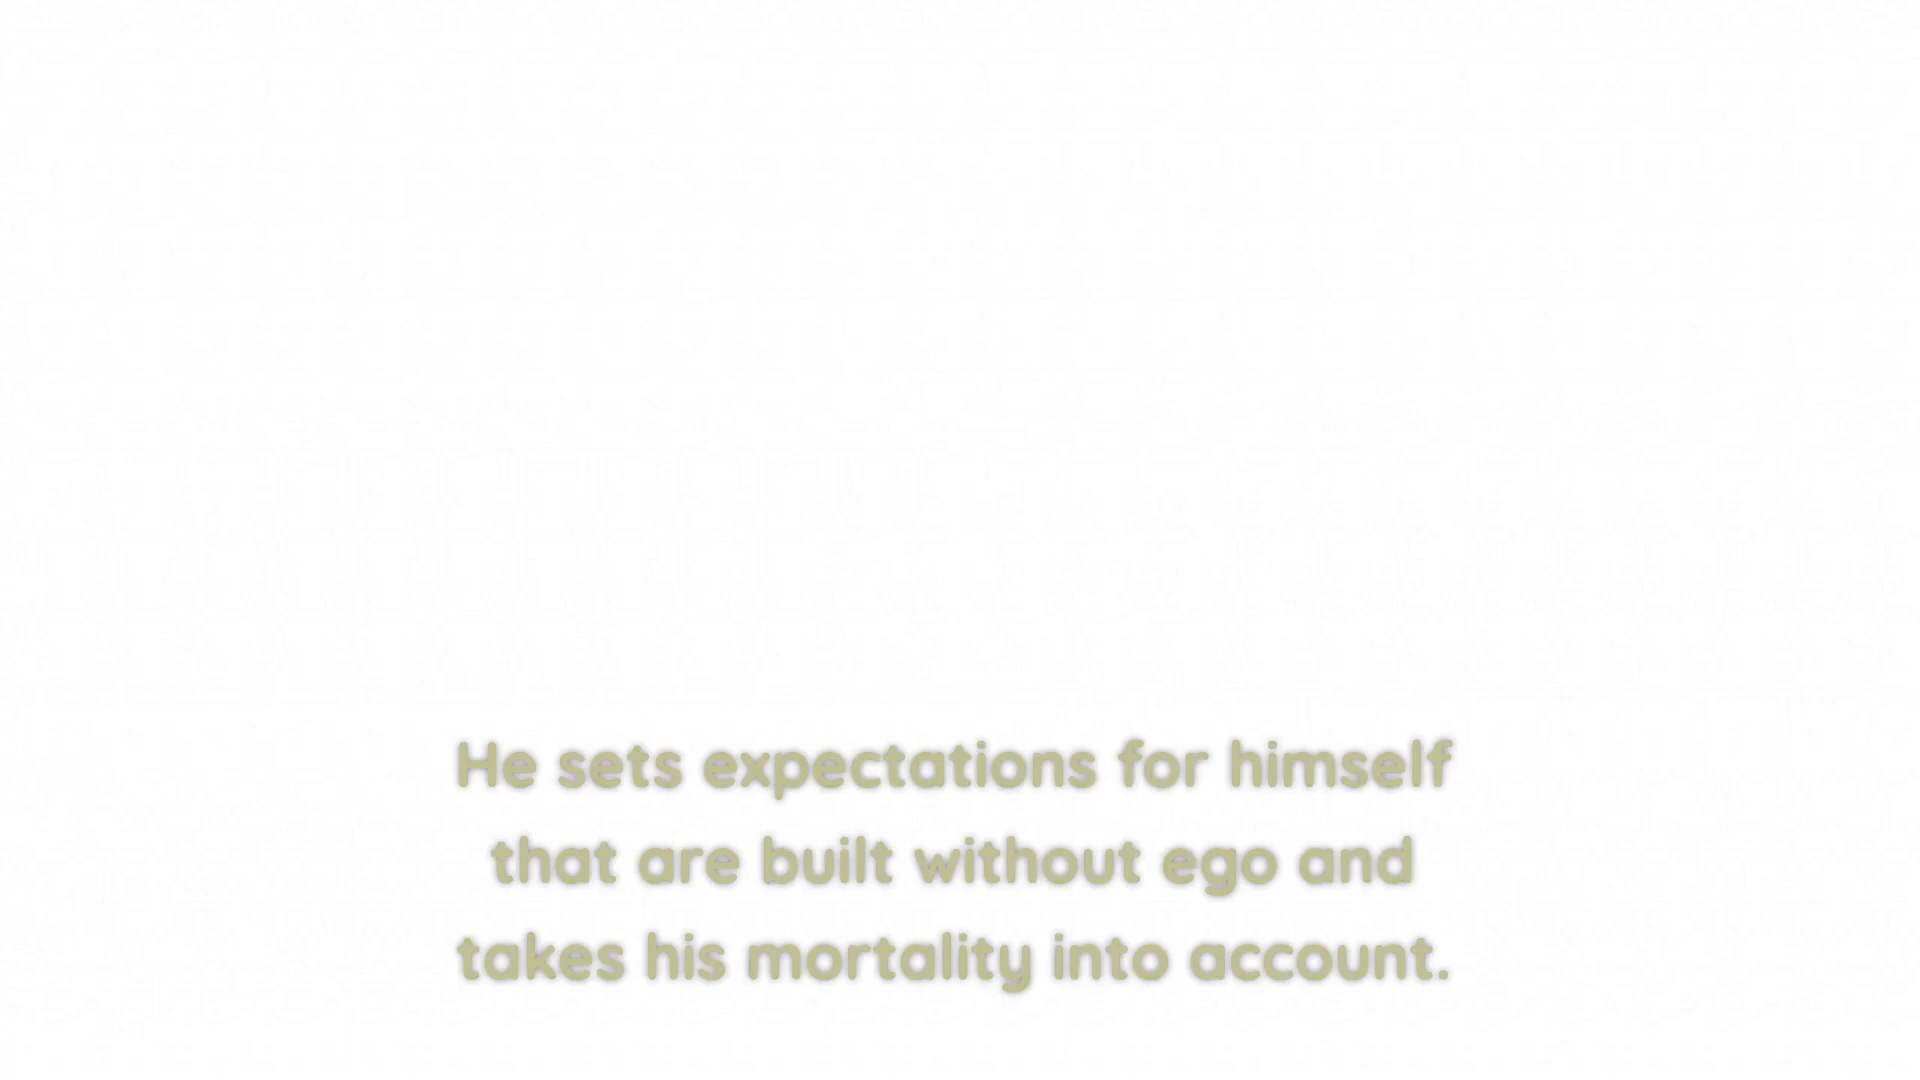 He sets expectations for himself
that are built without ego and
takes his mortality into account.